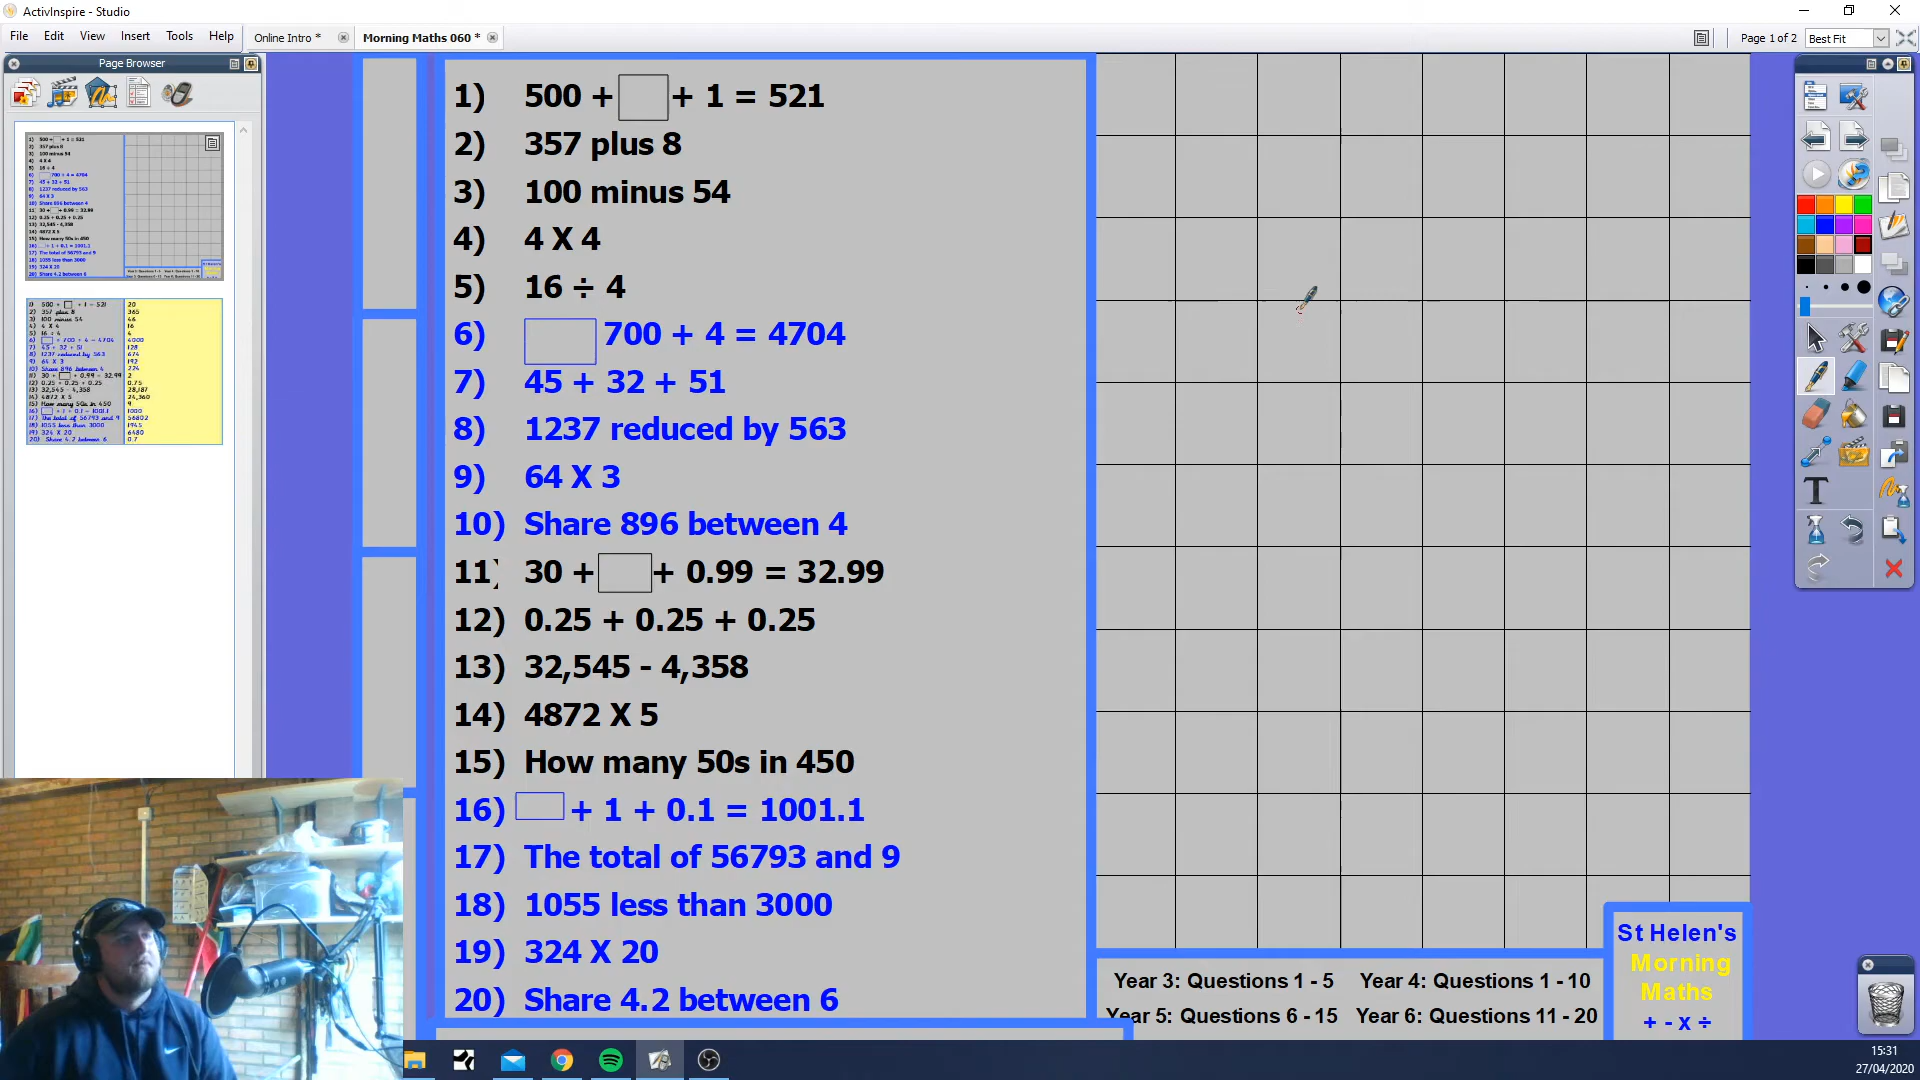 ActivInspire - Studio
File Edit View Insert Tools Help
Online Intro *
Morning Maths 060 *
Page 1 of 2
Best Fit
Page Browser
1) 500 + + 1 = 521
2) 357 plus 8
3) 100 minus 54
4) 4 X 4
5) 16 ÷ 4
6) 700 + 4 = 4704
7) 45 + 32 + 51
8) 1237 reduced by 563
9) 64 X 3
10) Share 896 between 4
11) 30 + + 0.99 = 32.99
12) 0.25 + 0.25 + 0.25
13) 32,545 - 4,358
14) 4872 X 5
15) How many 50s in 450
16) + 1 + 0.1 = 1001.1
17) The total of 56793 and 9
18) 1055 less than 3000
19) 324 X 20
20) Share 4.2 between 6
Year 3: Questions 1 - 5 Year 4: Questions 1 - 10
Year 5: Questions 6 - 15 Year 6: Questions 11 - 20
St Helen's
Morning
Maths
+ - x ÷
T
15:31
27/04/2020